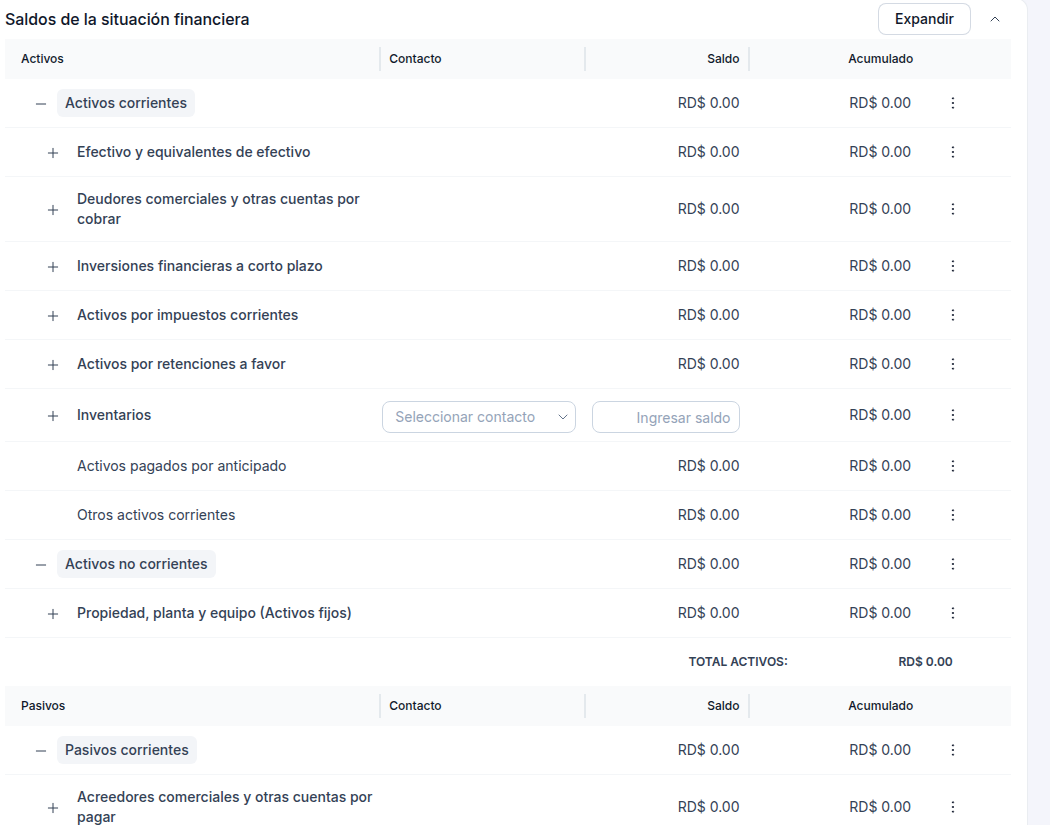 Saldos de la situación financiera
Expandir
Activos Contacto Saldo Acumulado
Activos corrientes RD$ 0.00 RD$ 0.00
Efectivo y equivalentes de efectivo RD$ 0.00 RD$ 0.00
Deudores comerciales y otras cuentas por
cobrar RD$ 0.00 RD$ 0.00
Inversiones financieras a corto plazo RD$ 0.00 RD$ 0.00
Activos por impuestos corrientes RD$ 0.00 RD$ 0.00
Activos por retenciones a favor RD$ 0.00 RD$ 0.00
Inventarios Seleccionar contacto Ingresar saldo RD$ 0.00
Activos pagados por anticipado RD$ 0.00 RD$ 0.00
Otros activos corrientes RD$ 0.00 RD$ 0.00
Activos no corrientes RD$ 0.00 RD$ 0.00
Propiedad, planta y equipo (Activos fijos) RD$ 0.00 RD$ 0.00
TOTAL ACTIVOS: RD$ 0.00
Pasivos Contacto Saldo Acumulado
Pasivos corrientes RD$ 0.00 RD$ 0.00
Acreedores comerciales y otras cuentas por
pagar RD$ 0.00 RD$ 0.00